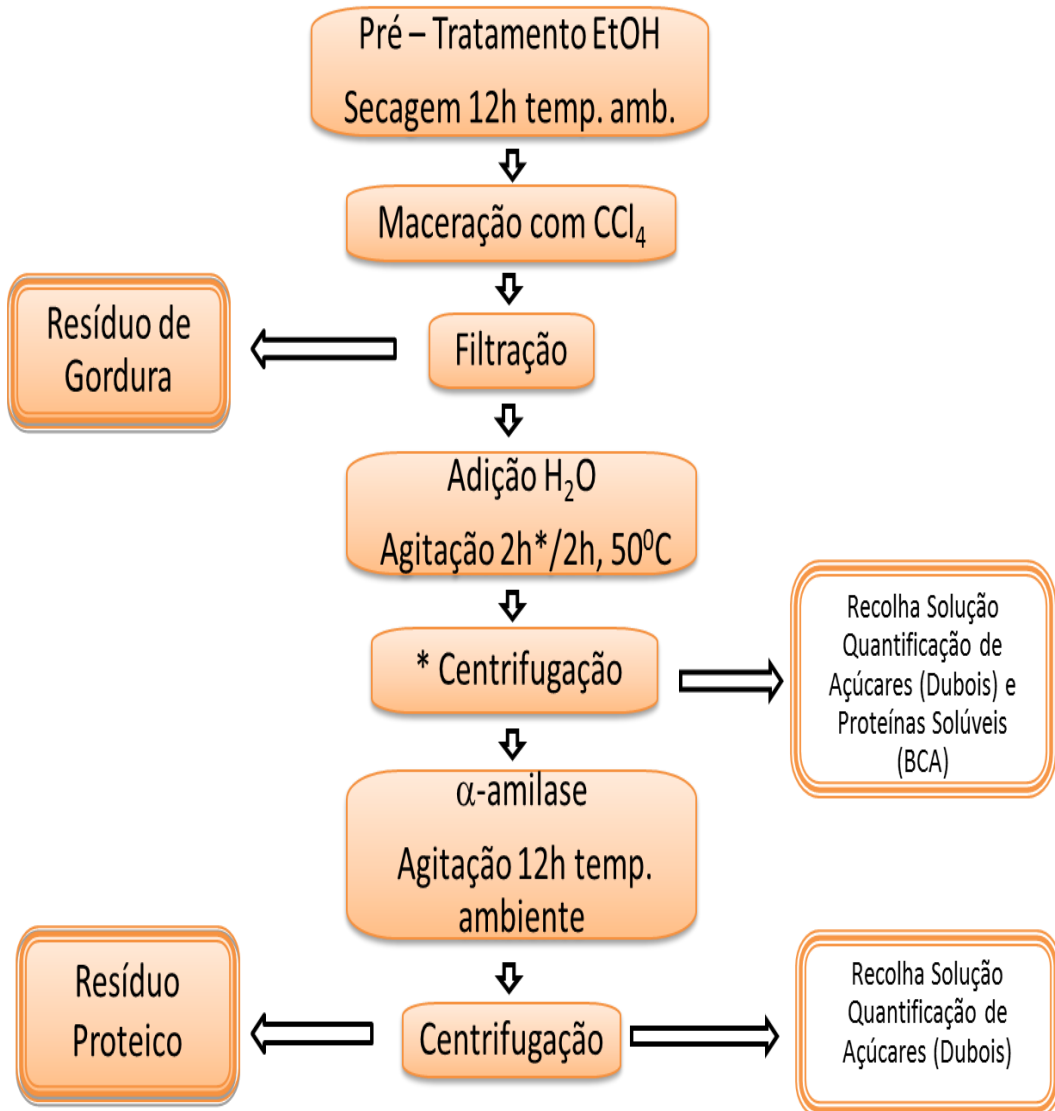 Pré – Tratamento EtOH
Secagem 12h temp. amb.
Maceração com CCl₄
Resíduo de
Gordura
Filtração
Adição H₂O
Agitação 2h*/2h, 50⁰C
* Centrifugação
Recolha Solução
Quantificação de
Açúcares (Dubois) e
Proteínas Solúveis
(BCA)
α-amilase
Agitação 12h temp.
ambiente
Resíduo
Proteico
Centrifugação
Recolha Solução
Quantificação de
Açúcares (Dubois)